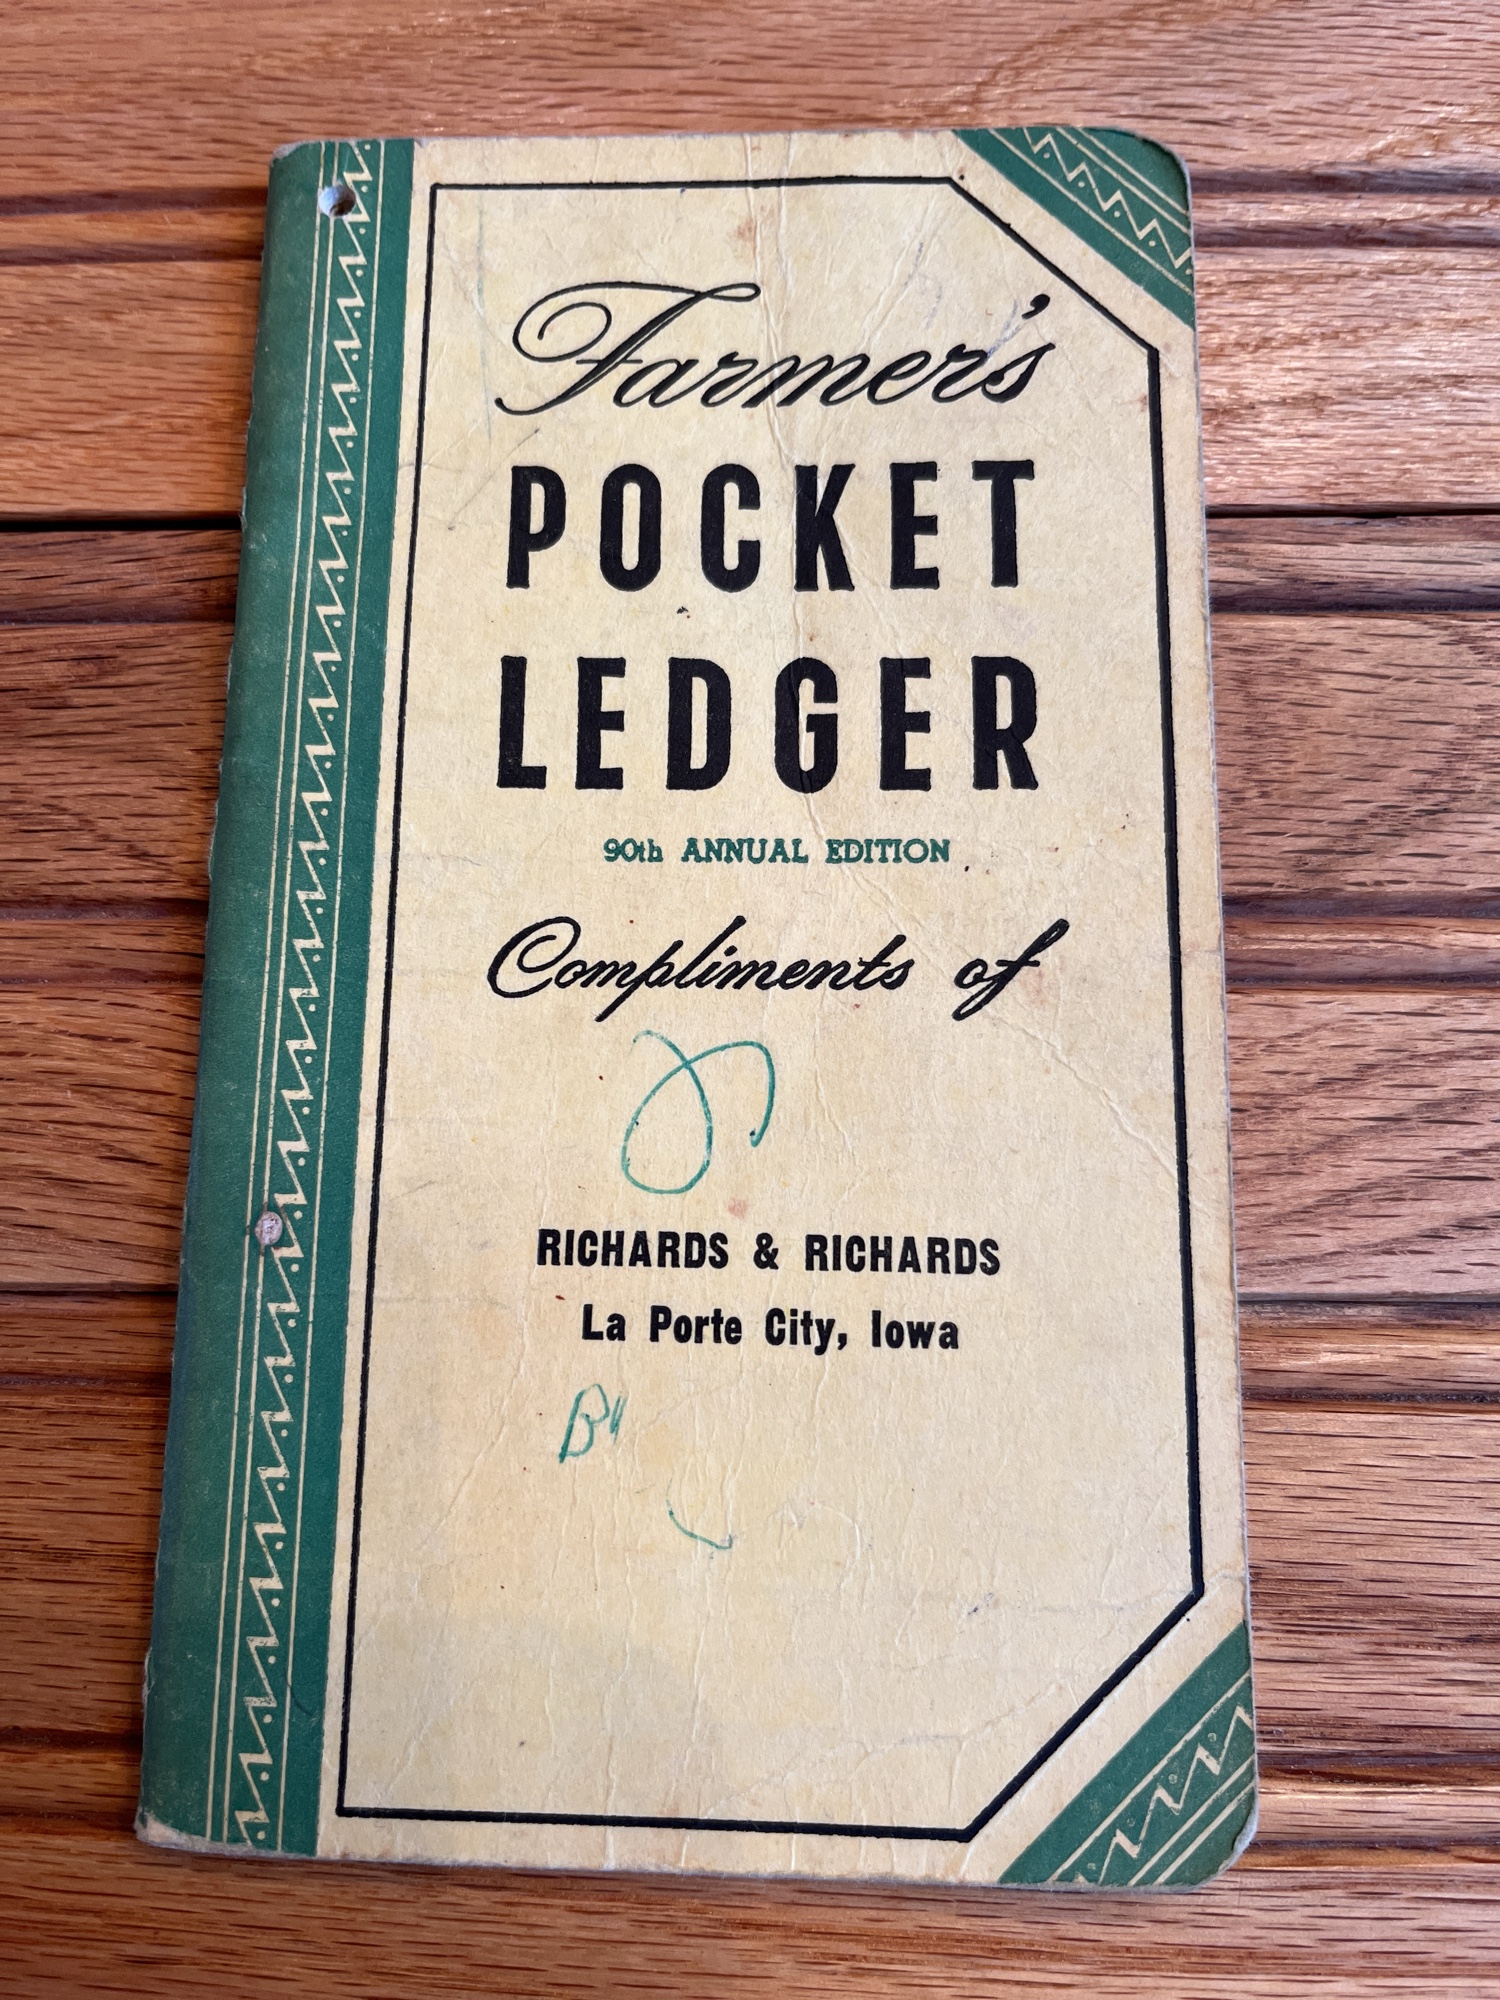 Farmer's
POCKET
LEDGER
90th ANNUAL EDITION
Compliments of
RICHARDS & RICHARDS
La Porte City, Iowa